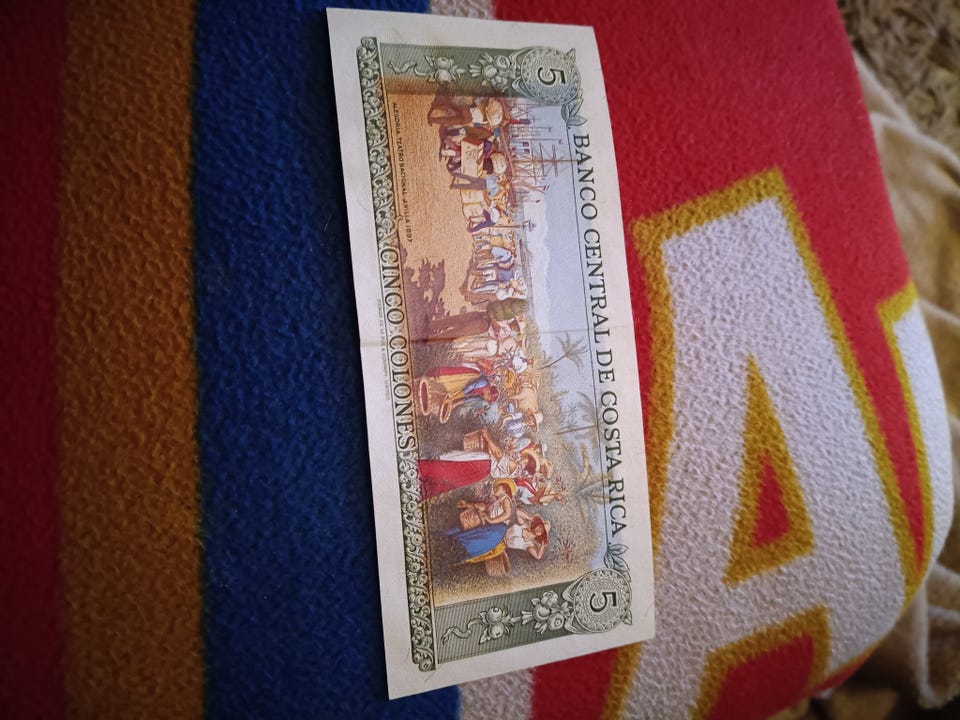 5
BANCO CENTRAL DE COSTA RICA
5
ALEGORIA, TEATRO NACIONAL - A. VILLA 1897
CINCO COLONES
A